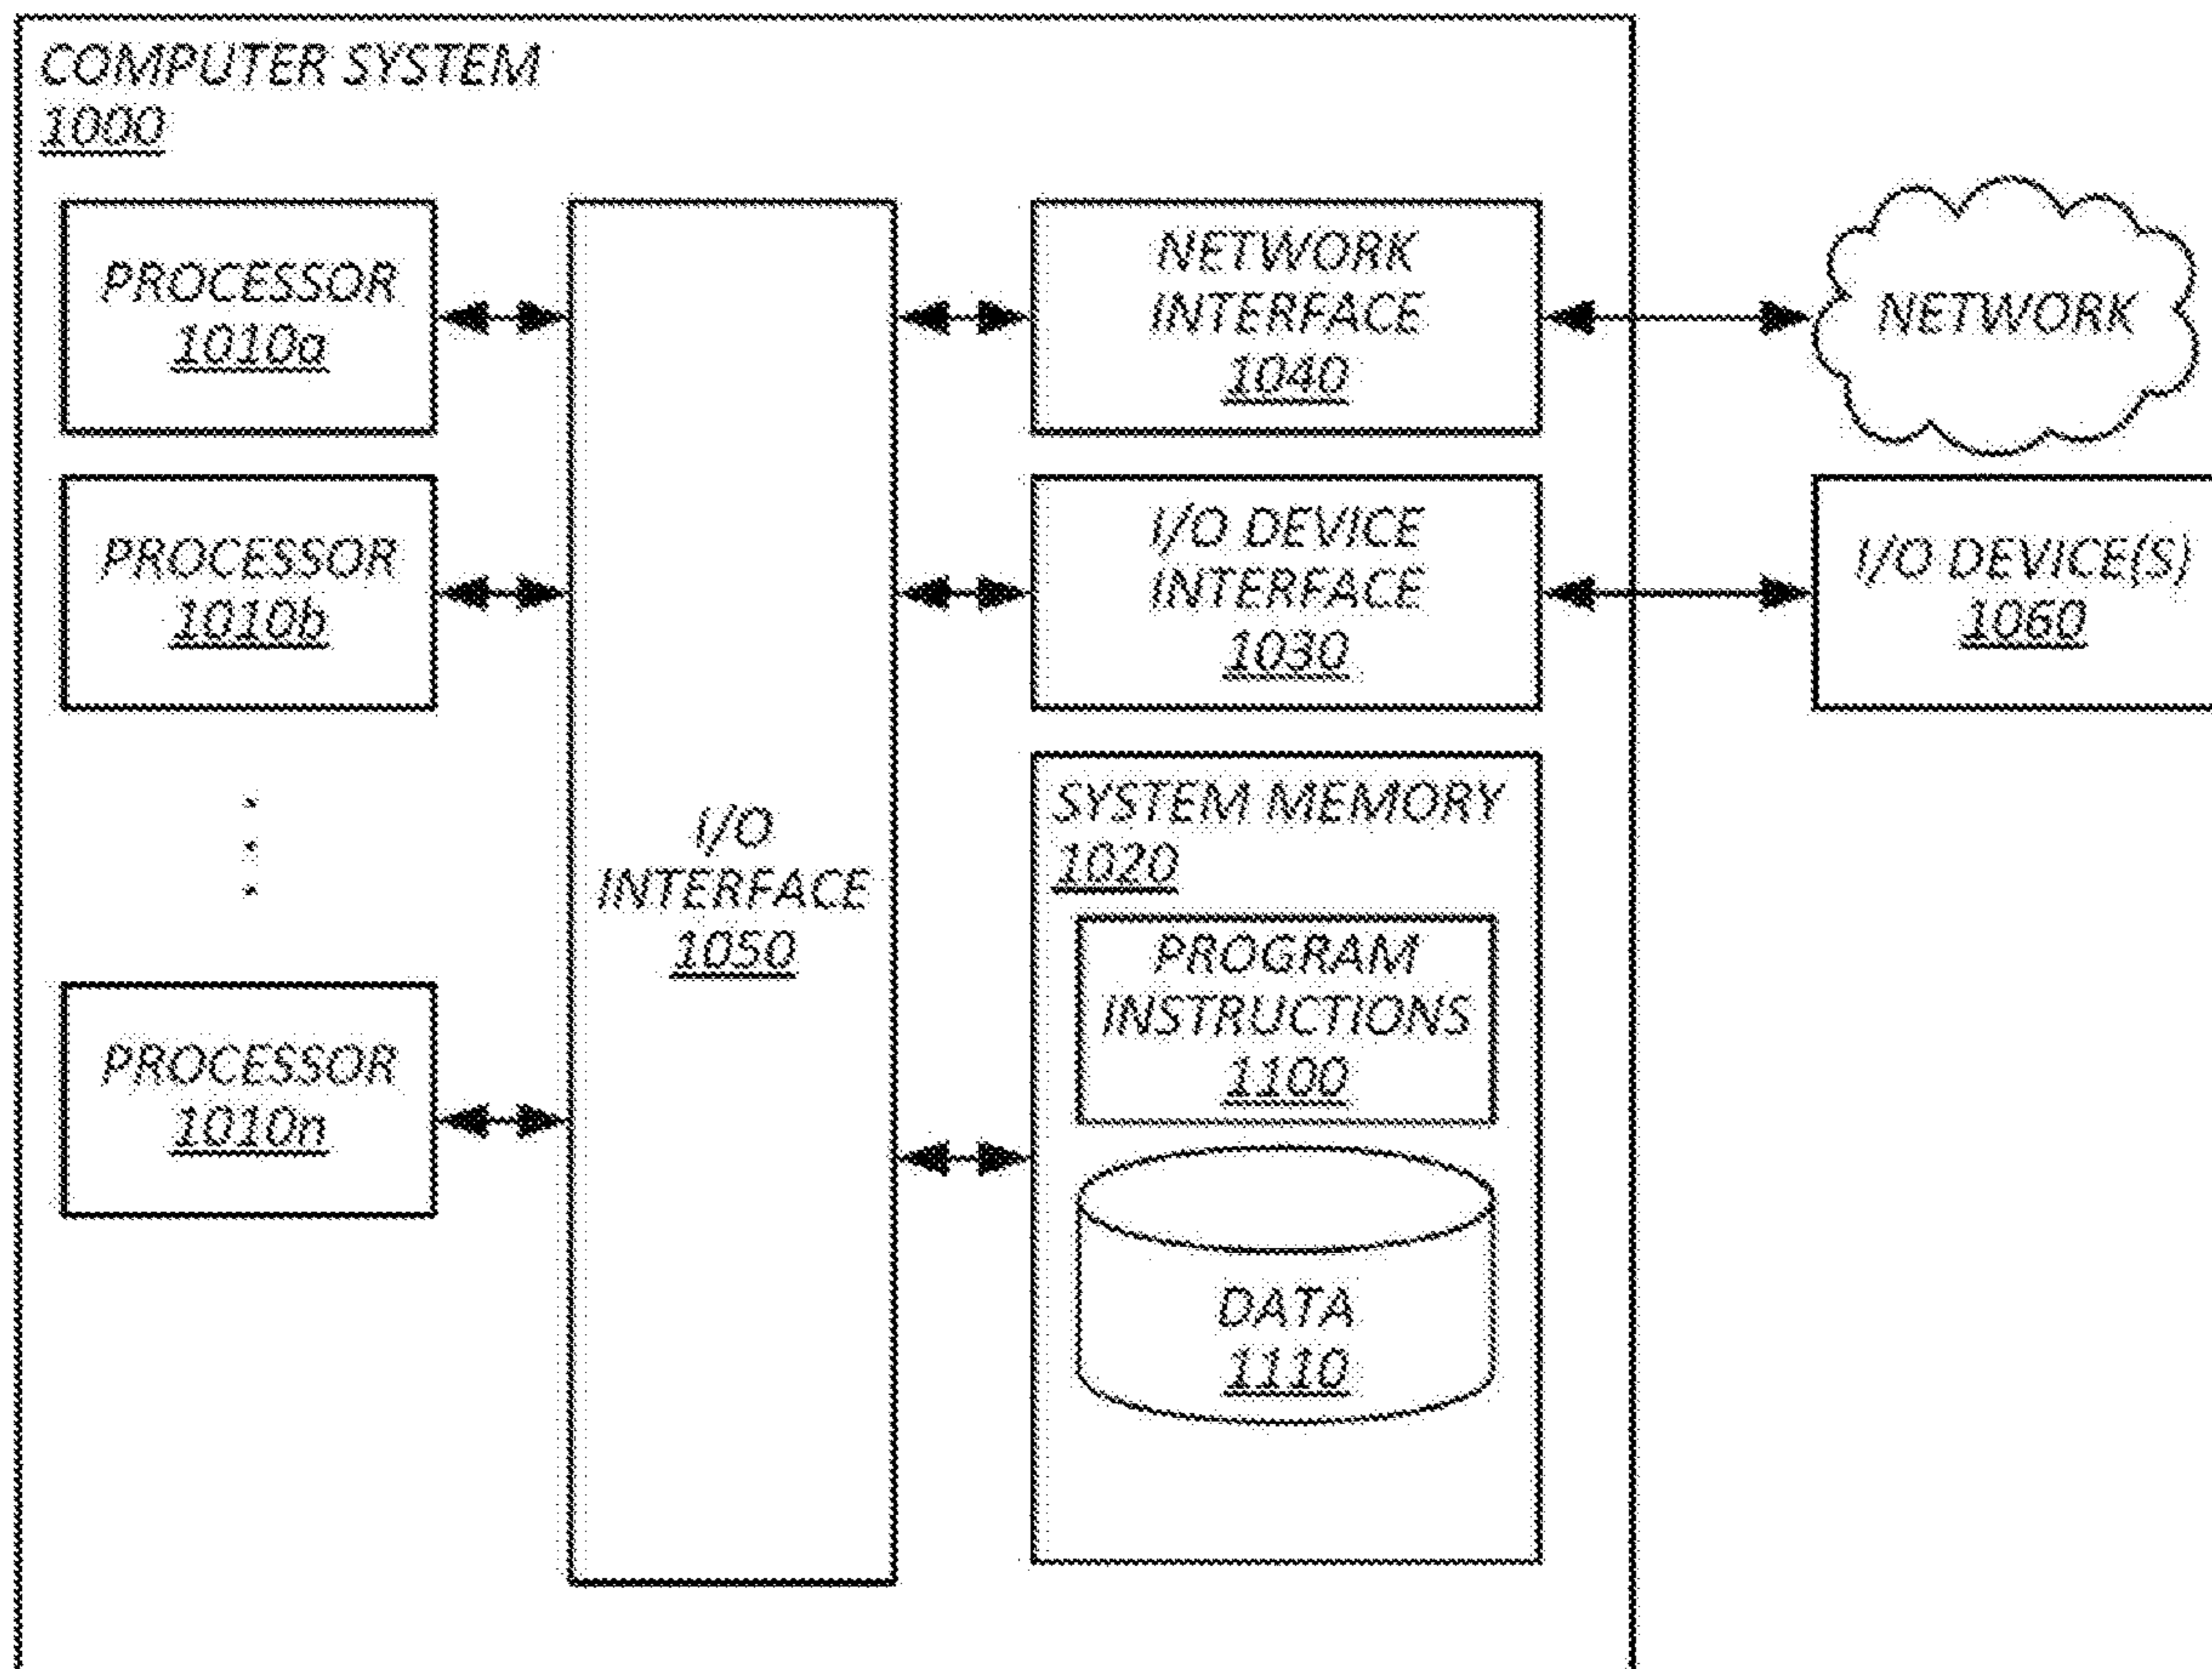 COMPUTER SYSTEM
1000
PROCESSOR
1010a
PROCESSOR
1010b
PROCESSOR
1010n
I/O
INTERFACE
1050
NETWORK
INTERFACE
1040
I/O DEVICE
INTERFACE
1030
SYSTEM MEMORY
1020
PROGRAM
INSTRUCTIONS
1100
DATA
1110
NETWORK
I/O DEVICE(S)
1060